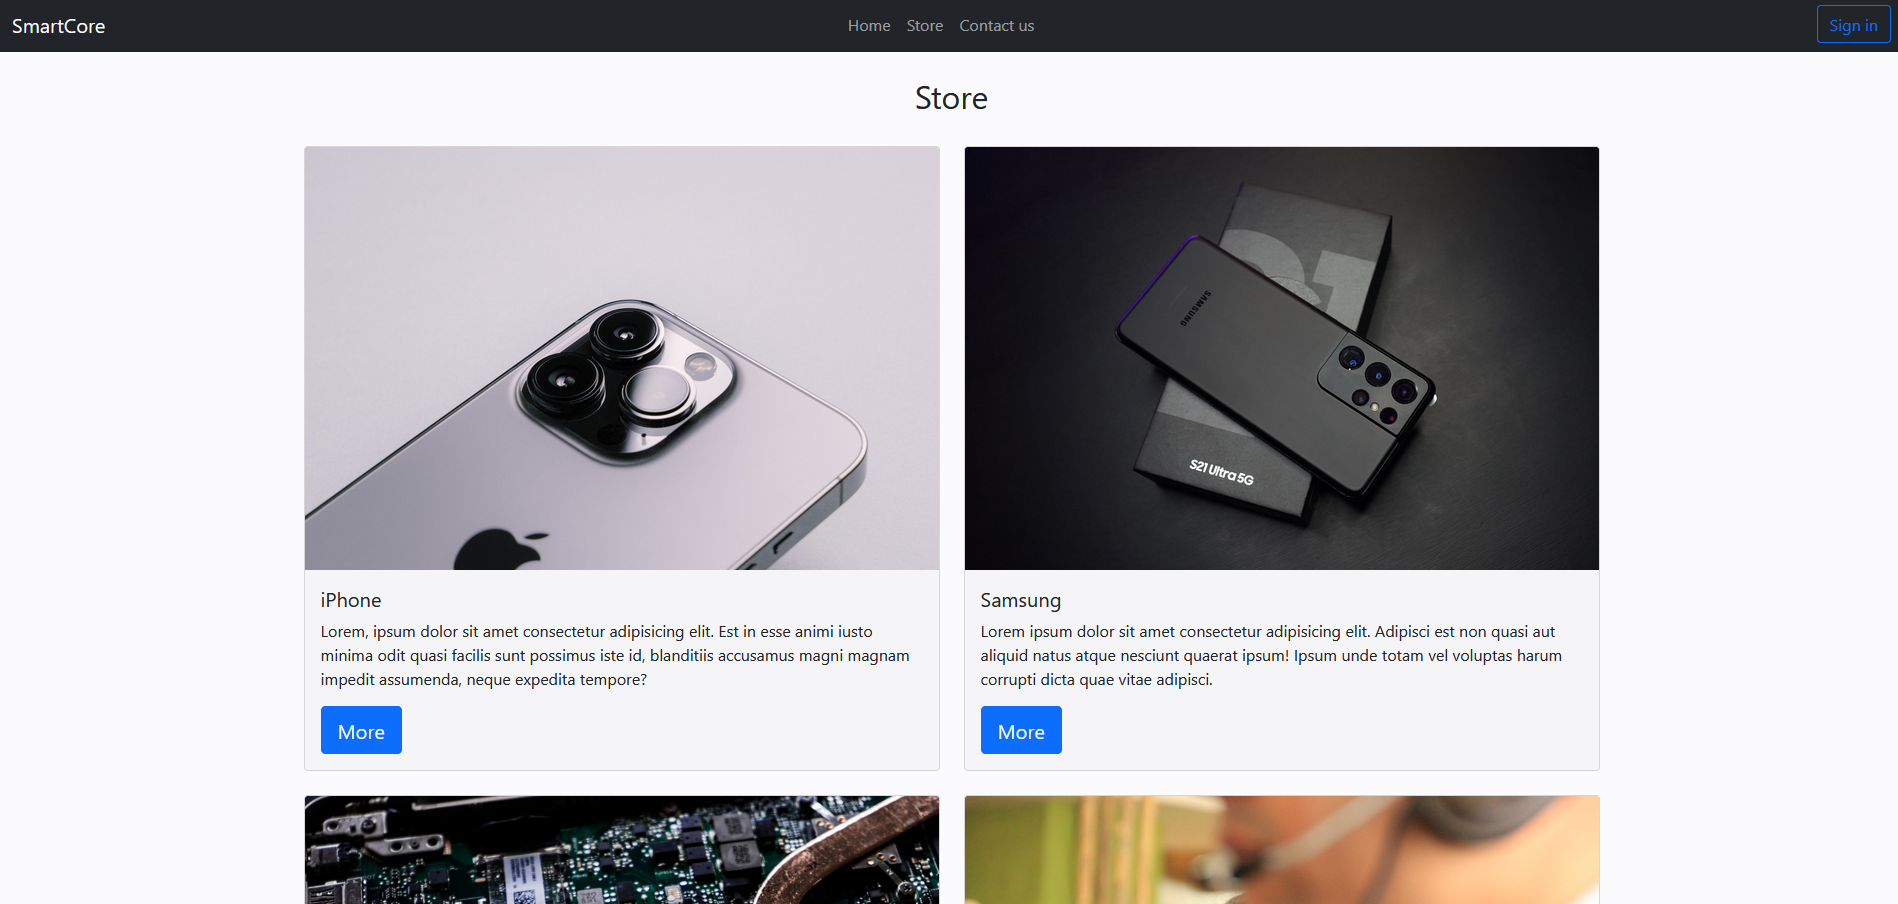 SmartCore
Home Store Contact us
Sign in
Store
SAMSUNG
S21 Ultra 5G
iPhone
Lorem, ipsum dolor sit amet consectetur adipisicing elit. Est in esse animi iusto
minima odit quasi facilis sunt possimus iste id, blanditiis accusamus magni magnam
impedit assumenda, neque expedita tempore?
More
Samsung
Lorem ipsum dolor sit amet consectetur adipisicing elit. Adipisci est non quasi aut
aliquid natus atque nesciunt quaerat ipsum! Ipsum unde totam vel voluptas harum
corrupti dicta quae vitae adipisci.
More